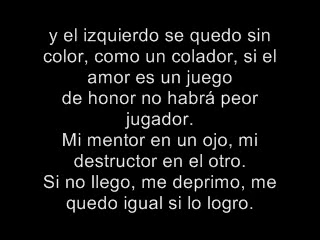 y el izquierdo se quedo sin
color, como un colador, si el
amor es un juego
de honor no habrá peor
jugador.
Mi mentor en un ojo, mi
destructor en el otro.
Si no llego, me deprimo, me
quedo igual si lo logro.